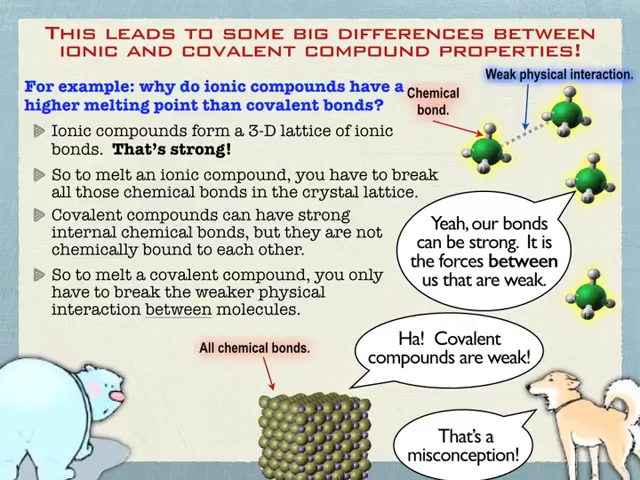 THIS LEADS TO SOME BIG DIFFERENCES BETWEEN
IONIC AND COVALENT COMPOUND PROPERTIES!
For example: why do ionic compounds have a
higher melting point than covalent bonds?
Ionic compounds form a 3-D lattice of ionic
bonds. That's strong!
So to melt an ionic compound, you have to break
all those chemical bonds in the crystal lattice.
Covalent compounds can have strong
internal chemical bonds, but they are not
chemically bound to each other.
So to melt a covalent compound, you only
have to break the weaker physical
interaction between molecules.
Weak physical interaction.
Chemical
bond.
Yeah, our bonds
can be strong. It is
the forces between
us that are weak.
All chemical bonds.
Ha! Covalent
compounds are weak!
That's a
misconception!